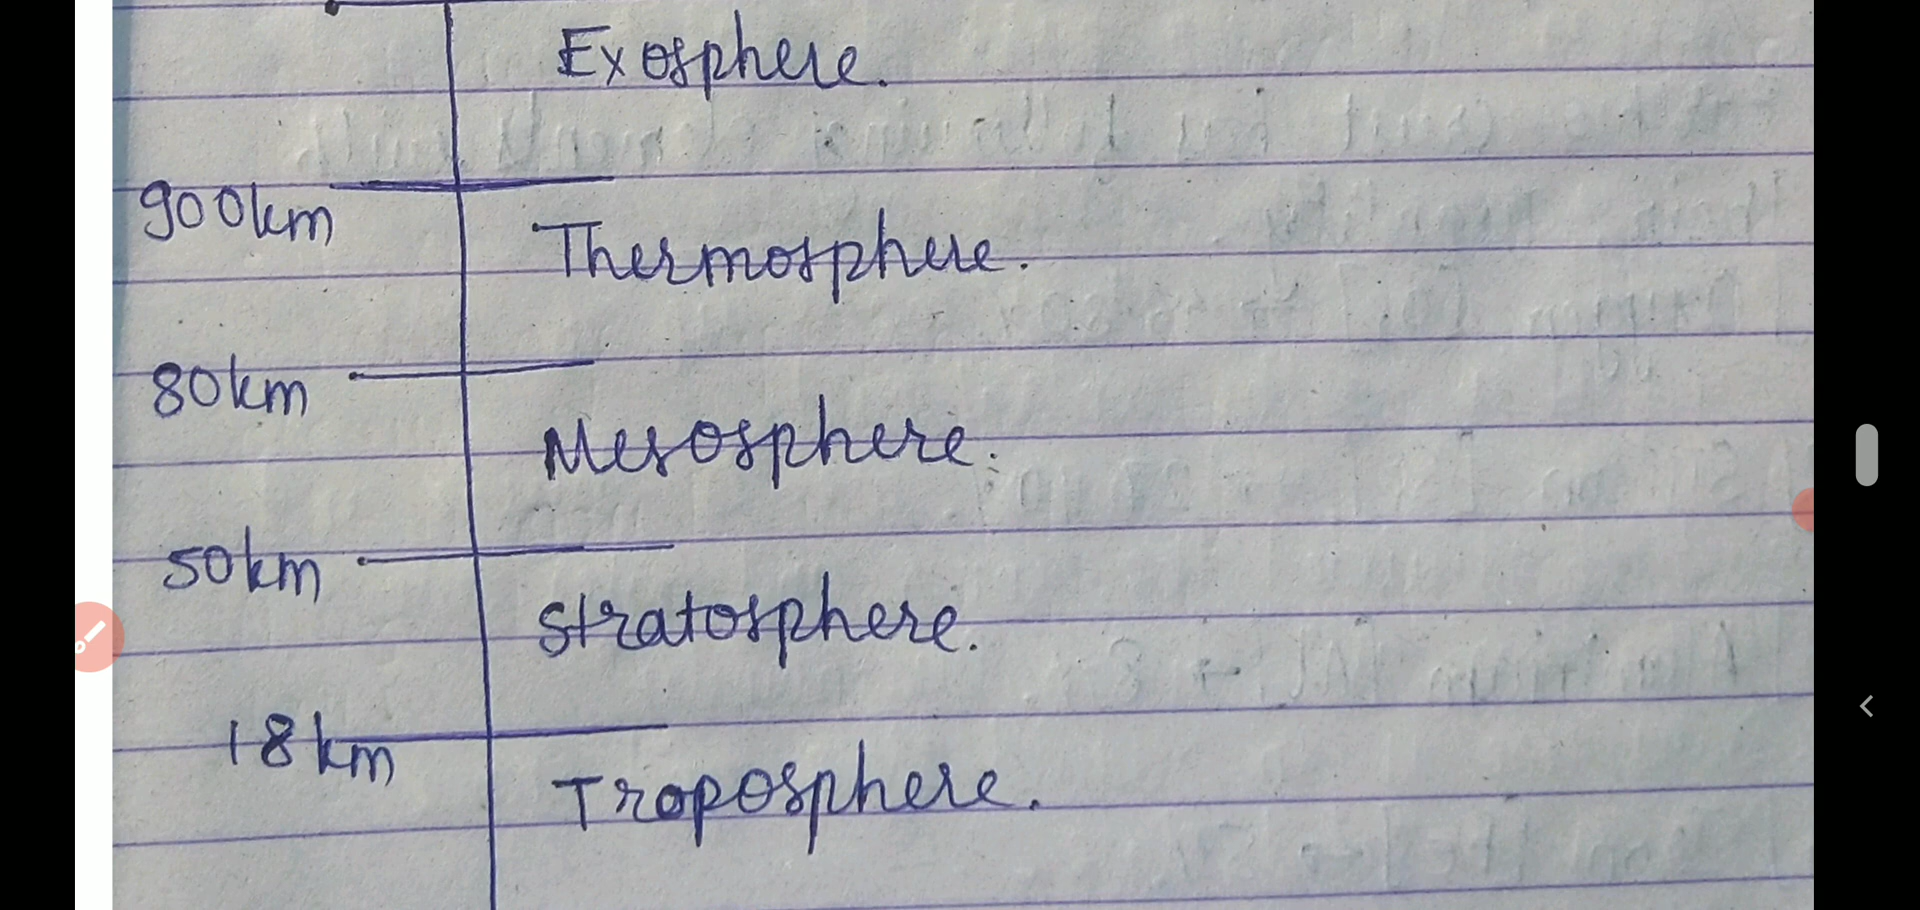 Exosphere.
900km
Thermosphere.
80km
Mesosphere.
50km
Stratosphere.
18km
Troposphere.